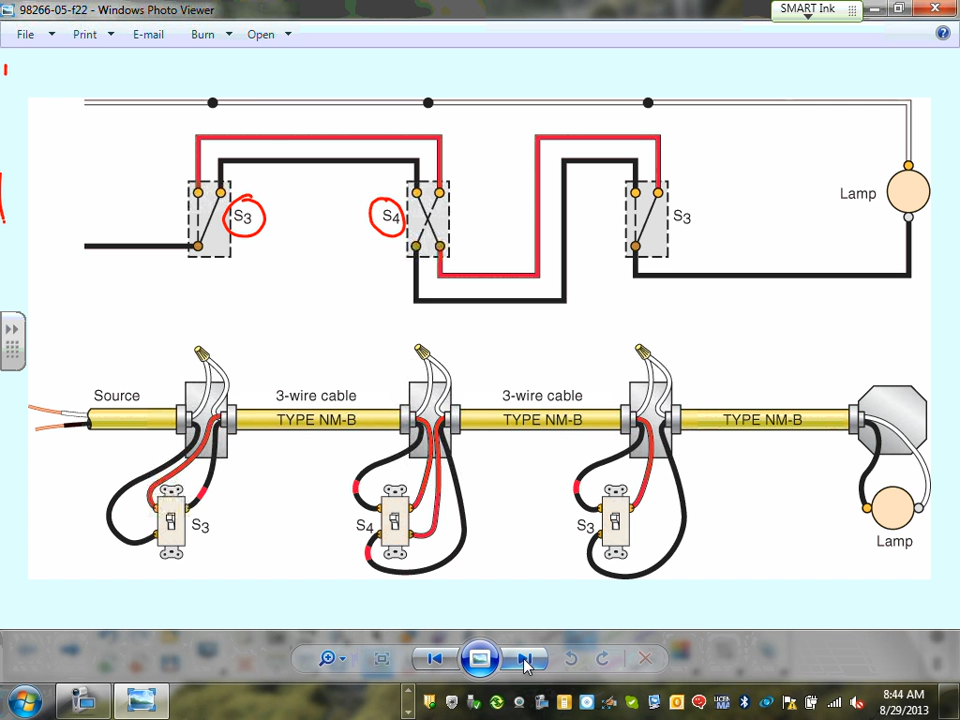 98266-05-f22 - Windows Photo Viewer
SMART Ink
File Print E-mail Burn Open
Lamp
S3 S4 S3
Source 3-wire cable 3-wire cable
TYPE NM-B TYPE NM-B TYPE NM-B
S3 S4 S3
Lamp
8:44 AM
8/29/2013